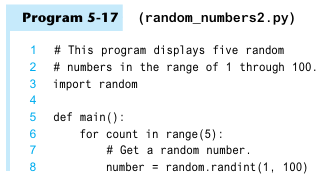 Program 5-17 (random_numbers2.py)
1 # This program displays five random
2 # numbers in the range of 1 through 100.
3 import random
4
5 def main():
6     for count in range(5):
7         # Get a random number.
8         number = random.randint(1, 100)